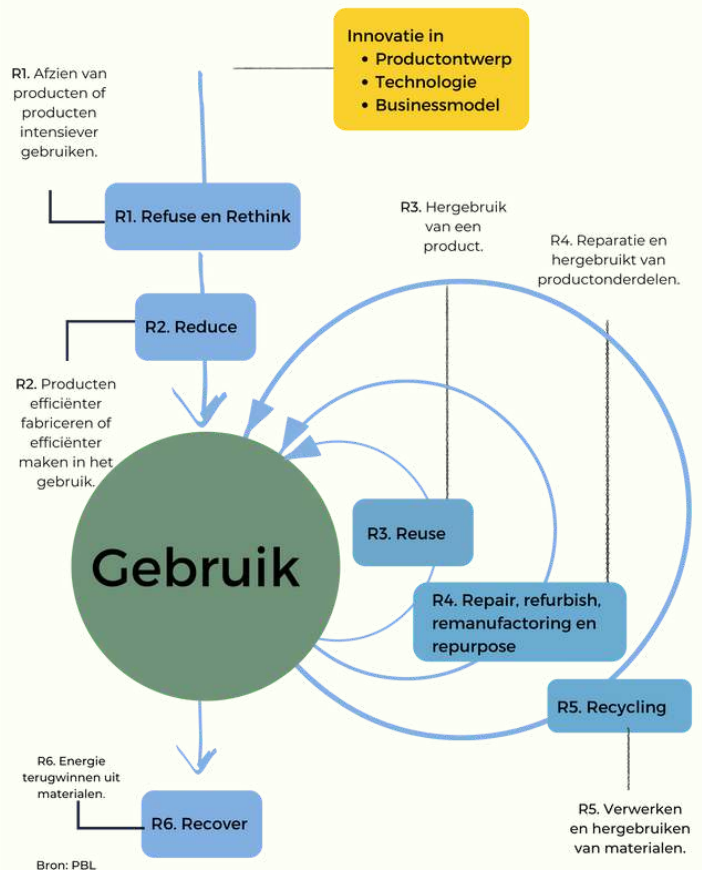 Innovatie in
• Productontwerp
• Technologie
• Businessmodel
R1. Afzien van
producten of
producten
intensiever
gebruiken.
R1. Refuse en Rethink
R3. Hergebruik
van een
product.
R4. Reparatie en
hergebruikt van
productonderdelen.
R2. Reduce
R2. Producten
efficiënter
fabriceren of
efficiënter
maken in het
gebruik.
Gebruik
R3. Reuse
R4. Repair, refurbish,
remanufactoring en
repurpose
R5. Recycling
R6. Energie
terugwinnen uit
materialen.
R6. Recover
R5. Verwerken
en hergebruiken
van materialen.
Bron: PBL